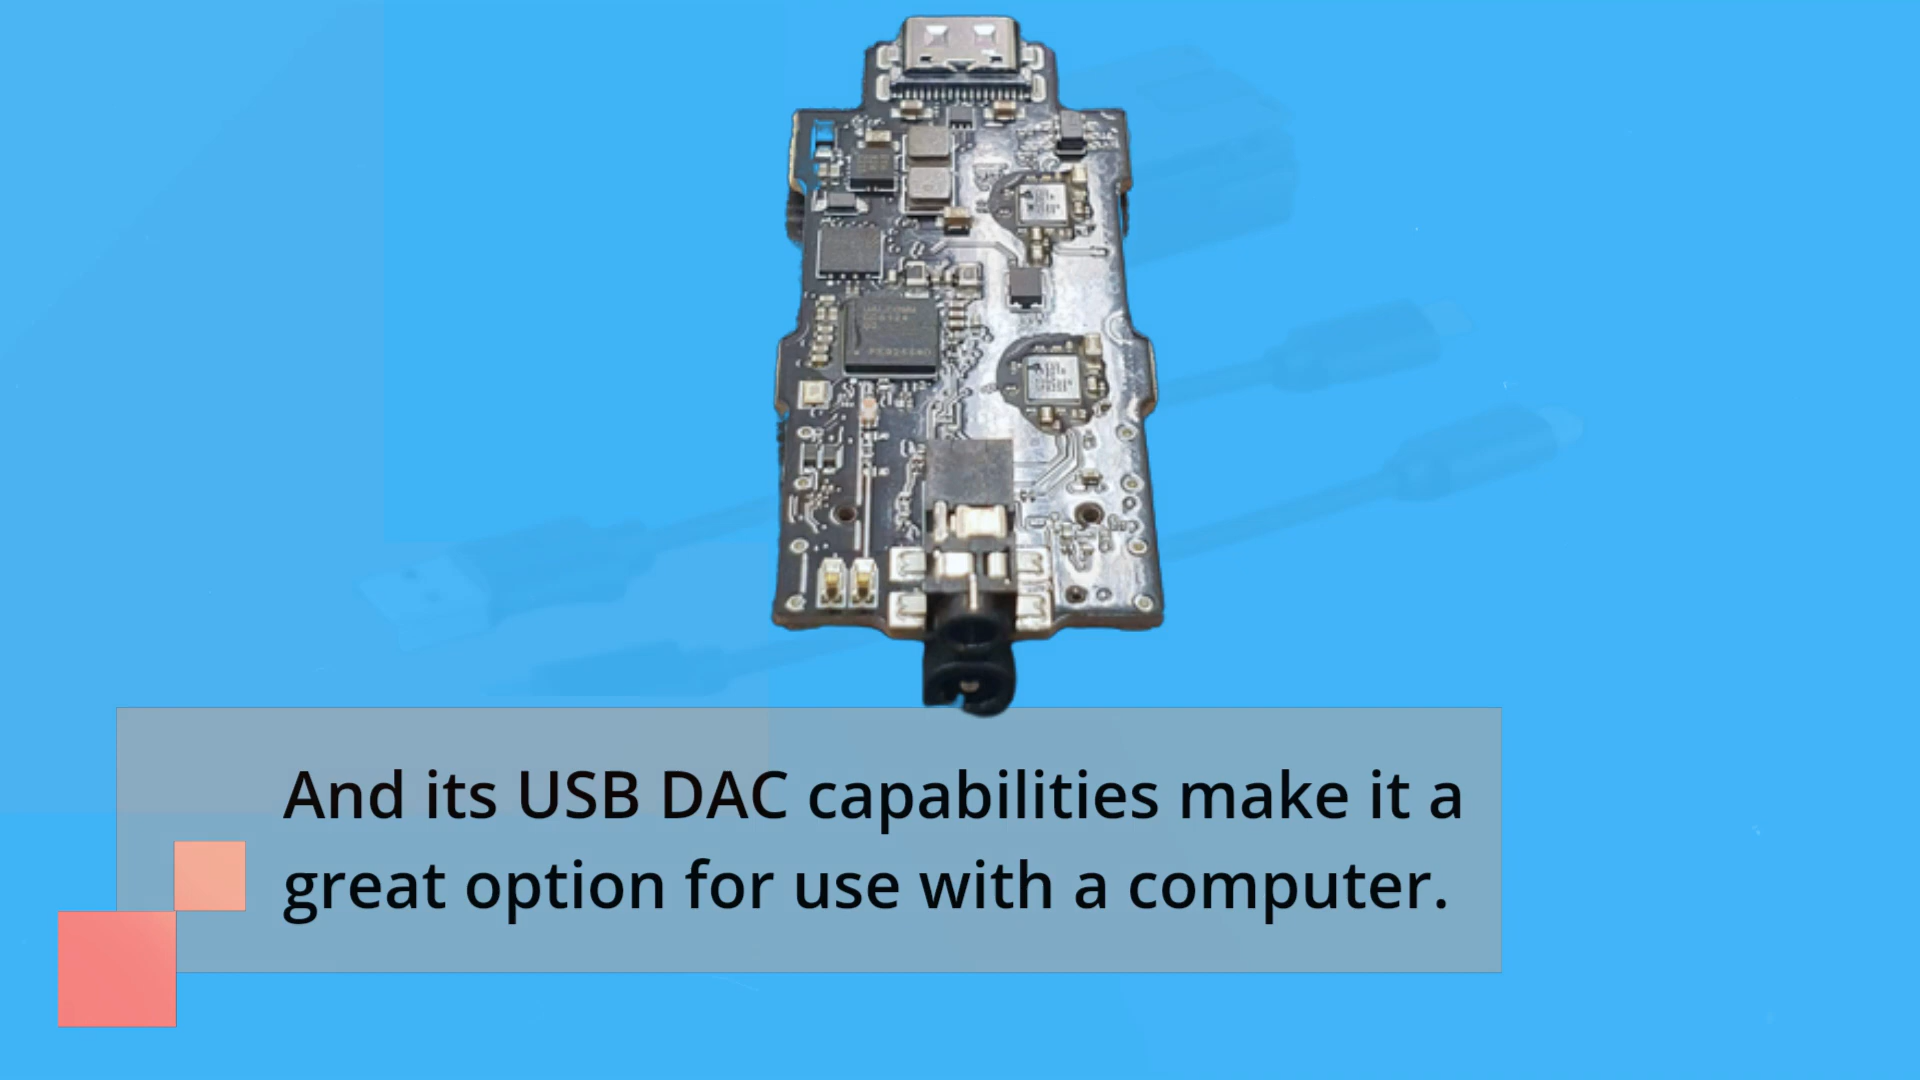 And its USB DAC capabilities make it a
great option for use with a computer.